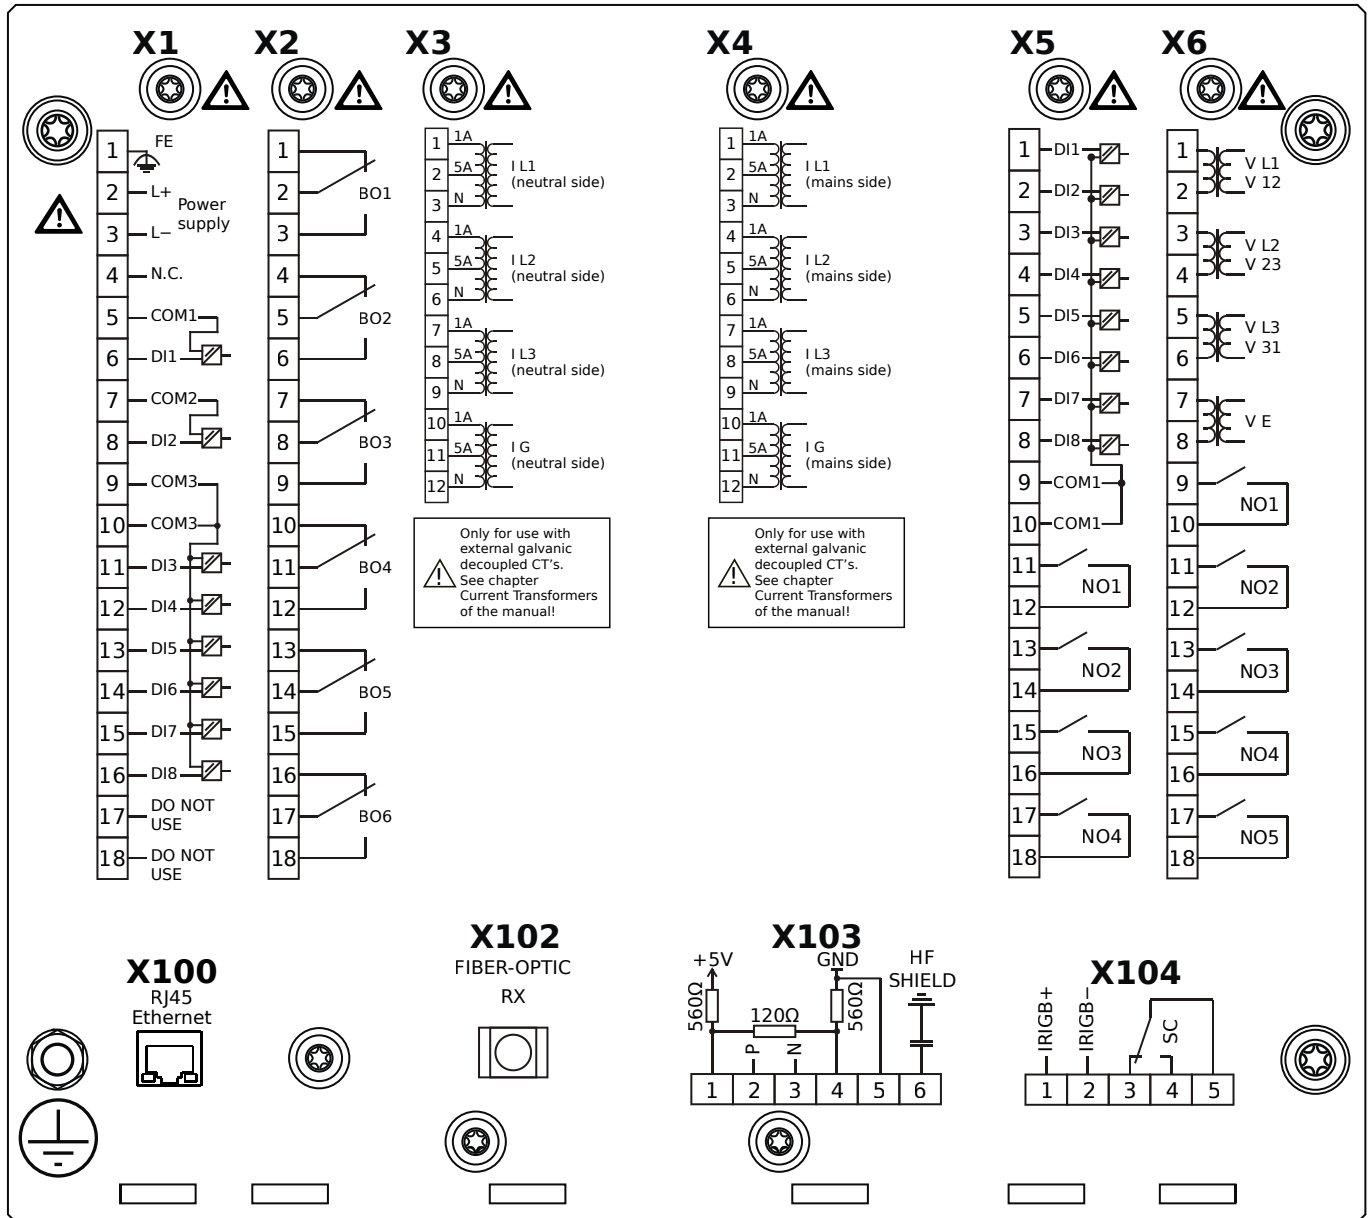 X1
X2
X3
X4
X5
X6
1
FE
2
L+
Power
supply
3
L−
4
N.C.
5
COM1
6
DI1
7
COM2
8
DI2
9
COM3
10
COM3
11
DI3
12
DI4
13
DI5
14
DI6
15
DI7
16
DI8
17
DO NOT
USE
18
DO NOT
USE
1
2
BO1
3
4
5
BO2
6
7
8
BO3
9
10
11
BO4
12
13
14
BO5
15
16
17
BO6
18
1
1A
2
5A
I L1
(neutral side)
3
N
4
1A
5
5A
I L2
(neutral side)
6
N
7
1A
8
5A
I L3
(neutral side)
9
N
10
1A
11
5A
I G
(neutral side)
12
N
Only for use with
external galvanic
decoupled CT’s.
See chapter
Current Transformers
of the manual!
1
1A
2
5A
I L1
(mains side)
3
N
4
1A
5
5A
I L2
(mains side)
6
N
7
1A
8
5A
I L3
(mains side)
9
N
10
1A
11
5A
I G
(mains side)
12
N
Only for use with
external galvanic
decoupled CT’s.
See chapter
Current Transformers
of the manual!
1
DI1
2
DI2
3
DI3
4
DI4
5
DI5
6
DI6
7
DI7
8
DI8
9
COM1
10
COM1
11
NO1
12
13
NO2
14
15
NO3
16
17
NO4
18
1
V L1
V 12
2
3
V L2
V 23
4
5
V L3
V 31
6
7
V E
8
9
NO1
10
11
NO2
12
13
NO3
14
15
NO4
16
17
NO5
18
X100
RJ45
Ethernet
X102
FIBER-OPTIC
RX
X103
+5V
GND
HF
SHIELD
560Ω
120Ω
560Ω
P
N
1 2 3 4 5 6
X104
IRIGB+
IRIGB−
SC
1 2 3 4 5